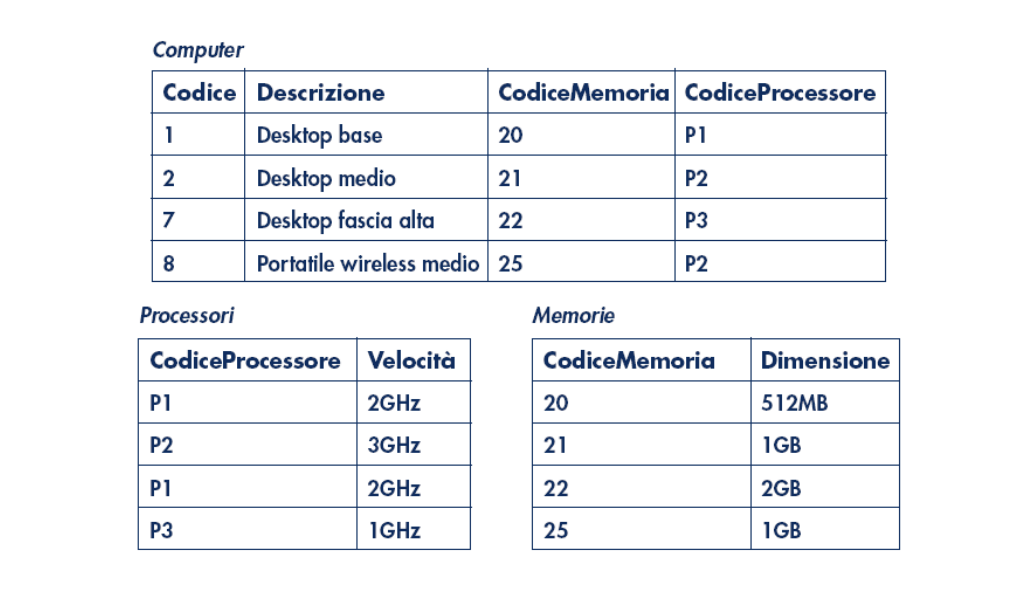 Computer
Codice Descrizione CodiceMemoria CodiceProcessore
1 Desktop base 20 P1
2 Desktop medio 21 P2
7 Desktop fascia alta 22 P3
8 Portatile wireless medio 25 P2
Processori
CodiceProcessore Velocità
P1 2GHz
P2 3GHz
P1 2GHz
P3 1GHz
Memorie
CodiceMemoria Dimensione
20 512MB
21 1GB
22 2GB
25 1GB